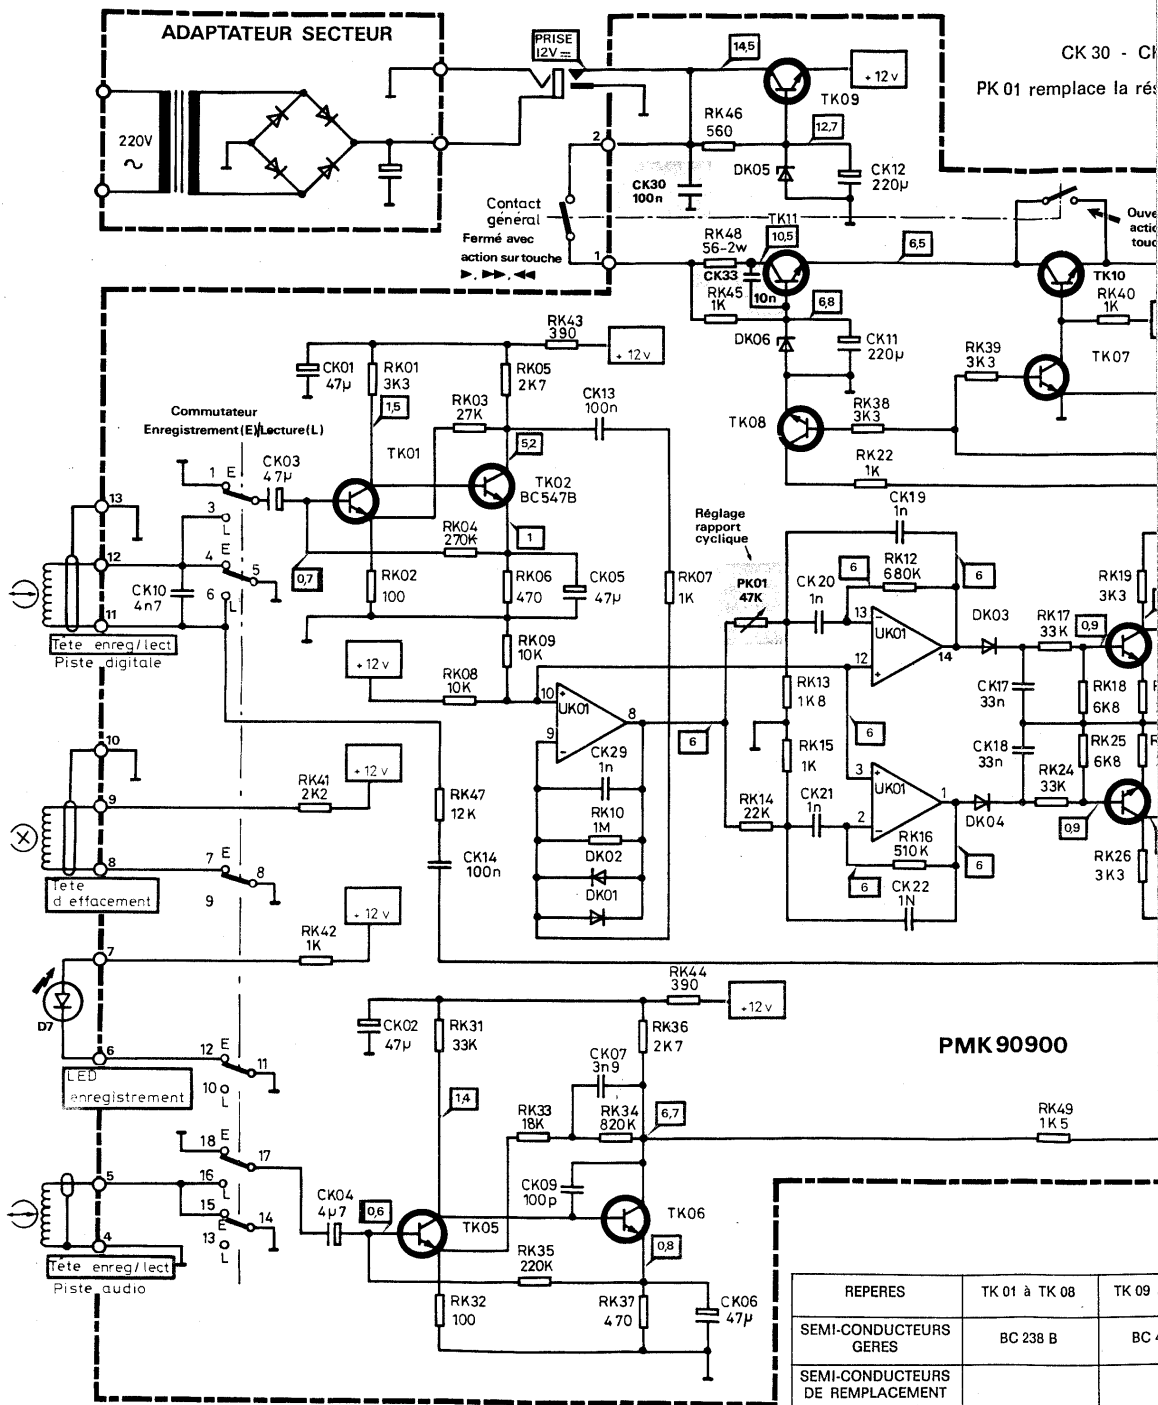 ADAPTATEUR SECTEUR
220V
∼
PRISE
12V
14,5
+ 12 v
TK09
CK 30 - C
PK 01 remplace la rés
RK46
560
12,7
2
DK05
CK12
220µ
CK30
100n
Contact
général
Fermé avec
action sur touche
►, ►►, ◄◄
1
TK11
RK48
56-2w
10,5
6,5
CK33
10n
RK45
1K
6,8
DK06
CK11
220µ
Ouve
actio
touc
TK10
RK40
1K
TK07
RK39
3K3
TK08
RK38
3K3
RK22
1K
RK43
390
+ 12 v
CK01
47µ
RK01
3K3
RK05
2K7
1,5
RK03
27K
CK13
100n
5,2
TK01
TK02
BC547B
Commutateur
Enregistrement (E)/Lecture(L)
1 E
CK03
47µ
3
L
4 E
5
6
L
13
12
11
CK10
4n7
0,7
RK04
270K
1
RK02
100
RK06
470
CK05
47µ
RK07
1K
Tête enreg/lect
Piste digitale
+ 12 v
RK09
10K
RK08
10K
10
+
UK01
8
9
−
CK29
1n
RK10
1M
DK02
DK01
6
Réglage
rapport
cyclique
PK01
47K
CK19
1n
CK20
1n
6
RK12
680K
6
13
−
UK01
14
12
+
DK03
RK17
33K
0,9
RK19
3K3
RK13
1K8
RK15
1K
6
CK17
33n
CK18
33n
RK18
6K8
RK25
6K8
RK14
22K
CK21
1n
3
+
UK01
1
2
−
DK04
RK24
33K
0,9
RK16
510K
6
6
CK22
1N
RK26
3K3
10
9
8
+ 12 v
RK41
2K2
RK47
12K
CK14
100n
7 E
8
9
Tete
d effacement
+ 12 v
RK42
1K
7
D7
6
12 E
11
10
L
LED
enregistrement
CK02
47µ
RK31
33K
RK44
390
+12 v
RK36
2K7
CK07
3n9
1,4
RK33
18K
RK34
820K
6,7
PMK 90900
RK49
1K5
18 E
17
16
L
15
E
14
13
L
5
4
CK04
4µ7
0,6
CK09
100p
TK05
TK06
0,8
RK35
220K
RK32
100
RK37
470
CK06
47µ
Tête enreg/lect
Piste audio
REPERES
TK 01 à TK 08
TK 09
SEMI-CONDUCTEURS
GERES
BC 238 B
BC 4
SEMI-CONDUCTEURS
DE REMPLACEMENT